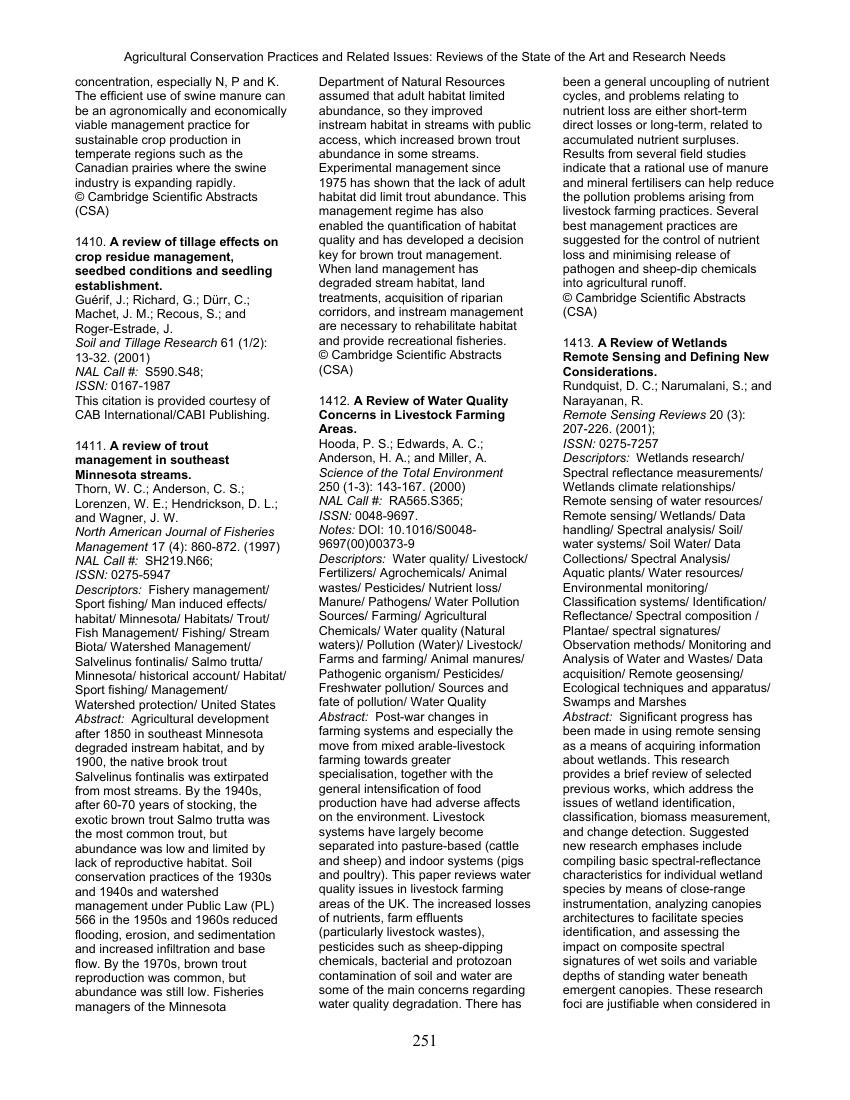 Agricultural Conservation Practices and Related Issues: Reviews of the State of the Art and Research Needs
concentration, especially N, P and K.
The efficient use of swine manure can
be an agronomically and economically
viable management practice for
sustainable crop production in
temperate regions such as the
Canadian prairies where the swine
industry is expanding rapidly.
© Cambridge Scientific Abstracts
(CSA)
1410. A review of tillage effects on
crop residue management,
seedbed conditions and seedling
establishment.
Guérif, J.; Richard, G.; Dürr, C.;
Machet, J. M.; Recous, S.; and
Roger-Estrade, J.
Soil and Tillage Research 61 (1/2):
13-32. (2001)
NAL Call #: S590.S48;
ISSN: 0167-1987
This citation is provided courtesy of
CAB International/CABI Publishing.
1411. A review of trout
management in southeast
Minnesota streams.
Thorn, W. C.; Anderson, C. S.;
Lorenzen, W. E.; Hendrickson, D. L.;
and Wagner, J. W.
North American Journal of Fisheries
Management 17 (4): 860-872. (1997)
NAL Call #: SH219.N66;
ISSN: 0275-5947
Descriptors: Fishery management/
Sport fishing/ Man induced effects/
habitat/ Minnesota/ Habitats/ Trout/
Fish Management/ Fishing/ Stream
Biota/ Watershed Management/
Salvelinus fontinalis/ Salmo trutta/
Minnesota/ historical account/ Habitat/
Sport fishing/ Management/
Watershed protection/ United States
Abstract: Agricultural development
after 1850 in southeast Minnesota
degraded instream habitat, and by
1900, the native brook trout
Salvelinus fontinalis was extirpated
from most streams. By the 1940s,
after 60-70 years of stocking, the
exotic brown trout Salmo trutta was
the most common trout, but
abundance was low and limited by
lack of reproductive habitat. Soil
conservation practices of the 1930s
and 1940s and watershed
management under Public Law (PL)
566 in the 1950s and 1960s reduced
flooding, erosion, and sedimentation
and increased infiltration and base
flow. By the 1970s, brown trout
reproduction was common, but
abundance was still low. Fisheries
managers of the Minnesota
Department of Natural Resources
assumed that adult habitat limited
abundance, so they improved
instream habitat in streams with public
access, which increased brown trout
abundance in some streams.
Experimental management since
1975 has shown that the lack of adult
habitat did limit trout abundance. This
management regime has also
enabled the quantification of habitat
quality and has developed a decision
key for brown trout management.
When land management has
degraded stream habitat, land
treatments, acquisition of riparian
corridors, and instream management
are necessary to rehabilitate habitat
and provide recreational fisheries.
© Cambridge Scientific Abstracts
(CSA)
1412. A Review of Water Quality
Concerns in Livestock Farming
Areas.
Hooda, P. S.; Edwards, A. C.;
Anderson, H. A.; and Miller, A.
Science of the Total Environment
250 (1-3): 143-167. (2000)
NAL Call #: RA565.S365;
ISSN: 0048-9697.
Notes: DOI: 10.1016/S0048-
9697(00)00373-9
Descriptors: Water quality/ Livestock/
Fertilizers/ Agrochemicals/ Animal
wastes/ Pesticides/ Nutrient loss/
Manure/ Pathogens/ Water Pollution
Sources/ Farming/ Agricultural
Chemicals/ Water quality (Natural
waters)/ Pollution (Water)/ Livestock/
Farms and farming/ Animal manures/
Pathogenic organism/ Pesticides/
Freshwater pollution/ Sources and
fate of pollution/ Water Quality
Abstract: Post-war changes in
farming systems and especially the
move from mixed arable-livestock
farming towards greater
specialisation, together with the
general intensification of food
production have had adverse affects
on the environment. Livestock
systems have largely become
separated into pasture-based (cattle
and sheep) and indoor systems (pigs
and poultry). This paper reviews water
quality issues in livestock farming
areas of the UK. The increased losses
of nutrients, farm effluents
(particularly livestock wastes),
pesticides such as sheep-dipping
chemicals, bacterial and protozoan
contamination of soil and water are
some of the main concerns regarding
water quality degradation. There has
been a general uncoupling of nutrient
cycles, and problems relating to
nutrient loss are either short-term
direct losses or long-term, related to
accumulated nutrient surpluses.
Results from several field studies
indicate that a rational use of manure
and mineral fertilisers can help reduce
the pollution problems arising from
livestock farming practices. Several
best management practices are
suggested for the control of nutrient
loss and minimising release of
pathogen and sheep-dip chemicals
into agricultural runoff.
© Cambridge Scientific Abstracts
(CSA)
1413. A Review of Wetlands
Remote Sensing and Defining New
Considerations.
Rundquist, D. C.; Narumalani, S.; and
Narayanan, R.
Remote Sensing Reviews 20 (3):
207-226. (2001);
ISSN: 0275-7257
Descriptors: Wetlands research/
Spectral reflectance measurements/
Wetlands climate relationships/
Remote sensing of water resources/
Remote sensing/ Wetlands/ Data
handling/ Spectral analysis/ Soil/
water systems/ Soil Water/ Data
Collections/ Spectral Analysis/
Aquatic plants/ Water resources/
Environmental monitoring/
Classification systems/ Identification/
Reflectance/ Spectral composition /
Plantae/ spectral signatures/
Observation methods/ Monitoring and
Analysis of Water and Wastes/ Data
acquisition/ Remote geosensing/
Ecological techniques and apparatus/
Swamps and Marshes
Abstract: Significant progress has
been made in using remote sensing
as a means of acquiring information
about wetlands. This research
provides a brief review of selected
previous works, which address the
issues of wetland identification,
classification, biomass measurement,
and change detection. Suggested
new research emphases include
compiling basic spectral-reflectance
characteristics for individual wetland
species by means of close-range
instrumentation, analyzing canopies
architectures to facilitate species
identification, and assessing the
impact on composite spectral
signatures of wet soils and variable
depths of standing water beneath
emergent canopies. These research
foci are justifiable when considered in
251